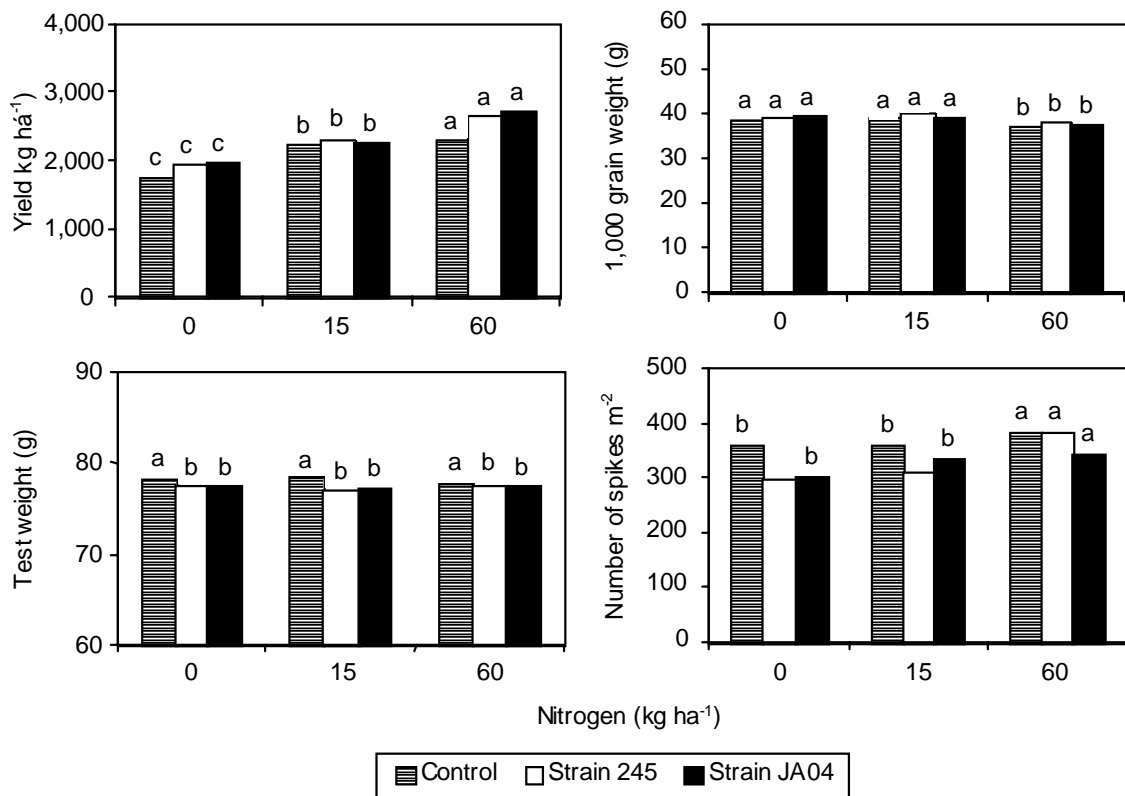 Yield kg há⁻¹
4,000
3,000
2,000
1,000
0
c c c
b b b
a a a
0 15 60
1,000 grain weight (g)
60
50
40
30
20
10
0
a a a
a a a
b b b
0 15 60
Test weight (g)
90
80
70
60
a b b
a b b
a b b
0 15 60
Number of spikes m⁻²
500
400
300
200
100
0
b b
b b
a a a
0 15 60
Nitrogen (kg ha⁻¹)
Control Strain 245 Strain JA04